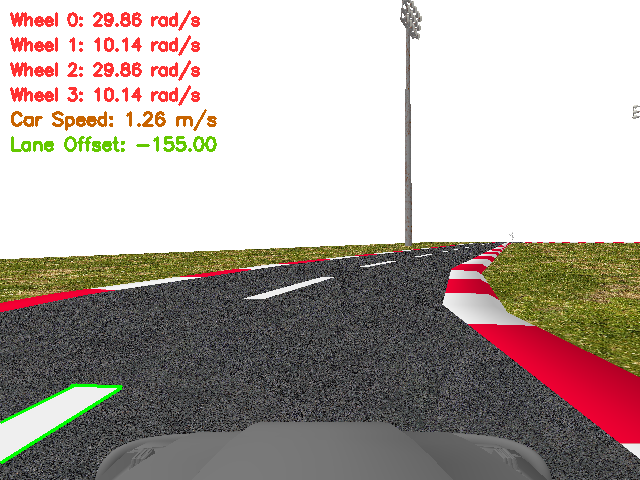 Wheel 0: 29.86 rad/s
Wheel 1: 10.14 rad/s
Wheel 2: 29.86 rad/s
Wheel 3: 10.14 rad/s
Car Speed: 1.26 m/s
Lane Offset: -155.00